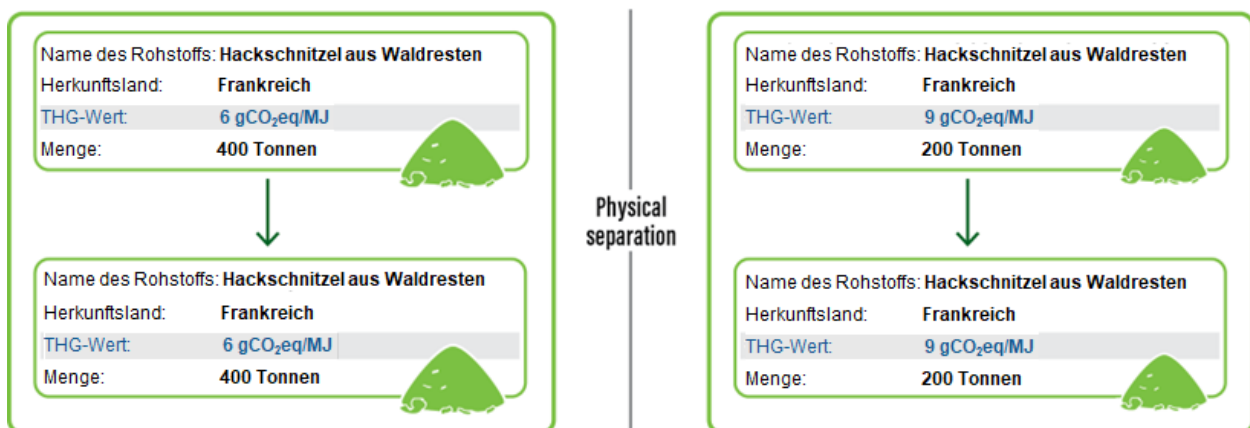 Name des Rohstoffs: Hackschnitzel aus Waldresten
Herkunftsland: Frankreich
THG-Wert: 6 gCO₂eq/MJ
Menge: 400 Tonnen
Name des Rohstoffs: Hackschnitzel aus Waldresten
Herkunftsland: Frankreich
THG-Wert: 6 gCO₂eq/MJ
Menge: 400 Tonnen
Physical
separation
Name des Rohstoffs: Hackschnitzel aus Waldresten
Herkunftsland: Frankreich
THG-Wert: 9 gCO₂eq/MJ
Menge: 200 Tonnen
Name des Rohstoffs: Hackschnitzel aus Waldresten
Herkunftsland: Frankreich
THG-Wert: 9 gCO₂eq/MJ
Menge: 200 Tonnen